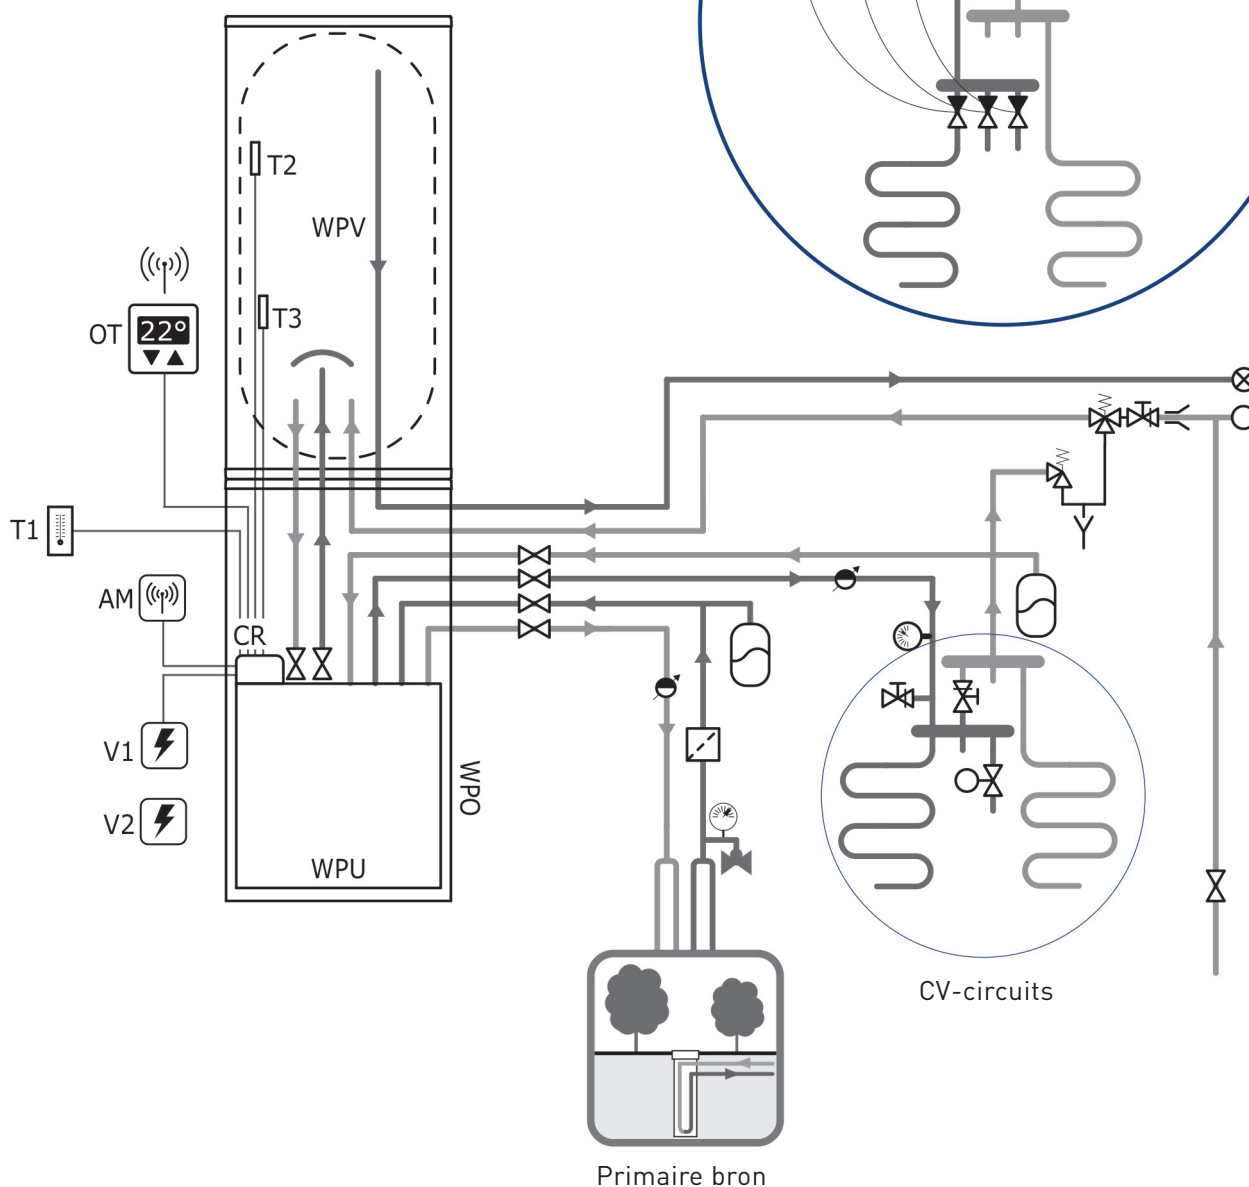 T2
WPV
T3
OT
22°
T1
AM
CR
V1
WPO
V2
WPU
CV-circuits
Primaire bron